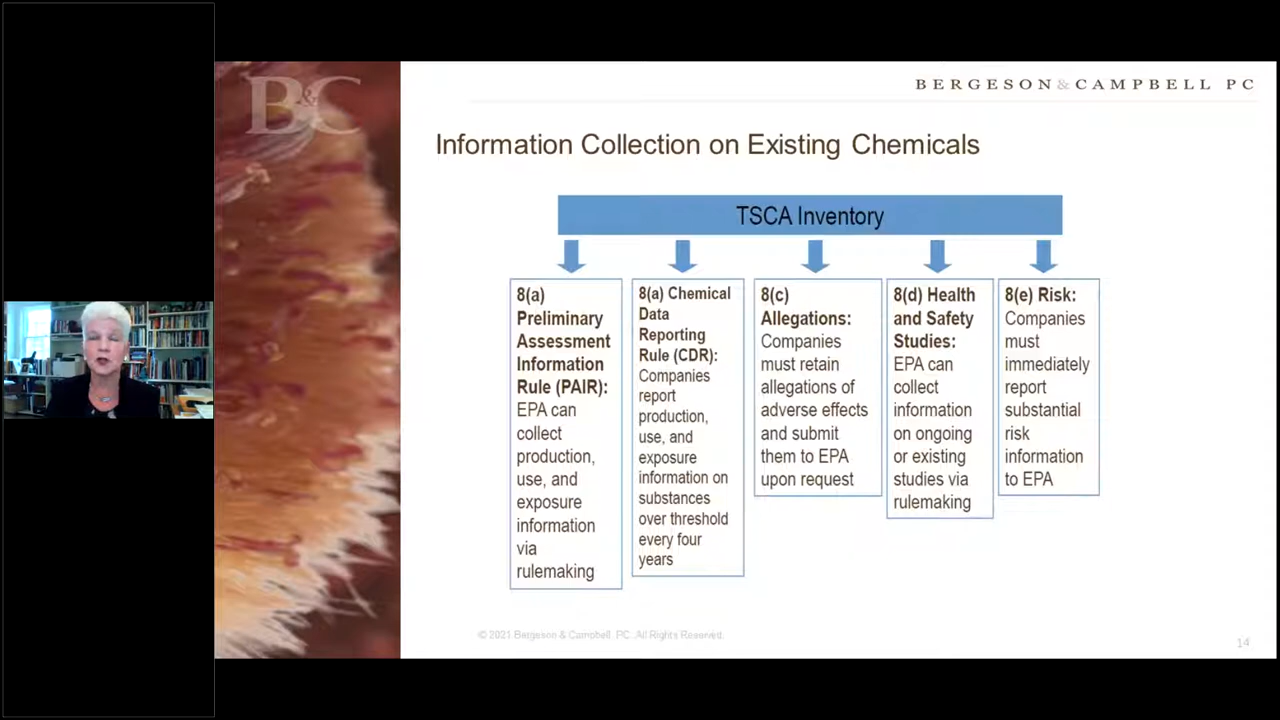 B&C
BERGESON&CAMPBELL PC
Information Collection on Existing Chemicals
TSCA Inventory
8(a)
Preliminary
Assessment
Information
Rule (PAIR):
EPA can
collect
production,
use, and
exposure
information
via
rulemaking
8(a) Chemical
Data
Reporting
Rule (CDR):
Companies
report
production,
use, and
exposure
information on
substances
over threshold
every four
years
8(c)
Allegations:
Companies
must retain
allegations of
adverse effects
and submit
them to EPA
upon request
8(d) Health
and Safety
Studies:
EPA can
collect
information
on ongoing
or existing
studies via
rulemaking
8(e) Risk:
Companies
must
immediately
report
substantial
risk
information
to EPA
© 2021 Bergeson & Campbell, PC. All Rights Reserved.
14